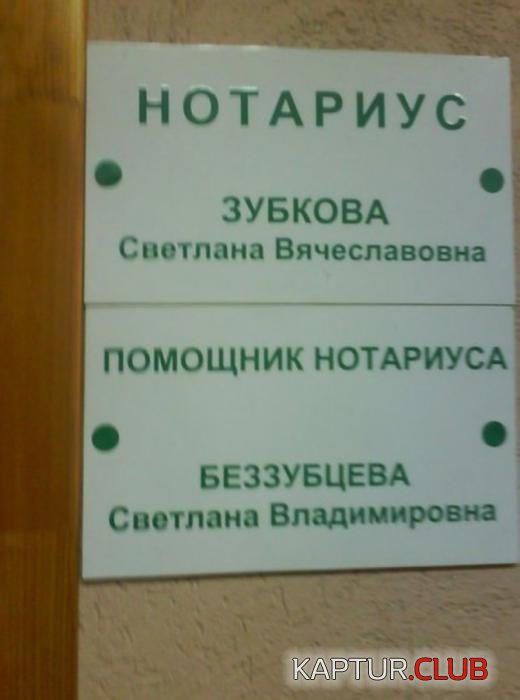 НОТАРИУС
ЗУБКОВА
Светлана Вячеславовна
ПОМОЩНИК НОТАРИУСА
БЕЗЗУБЦЕВА
Светлана Владимировна
KAPTUR.CLUB